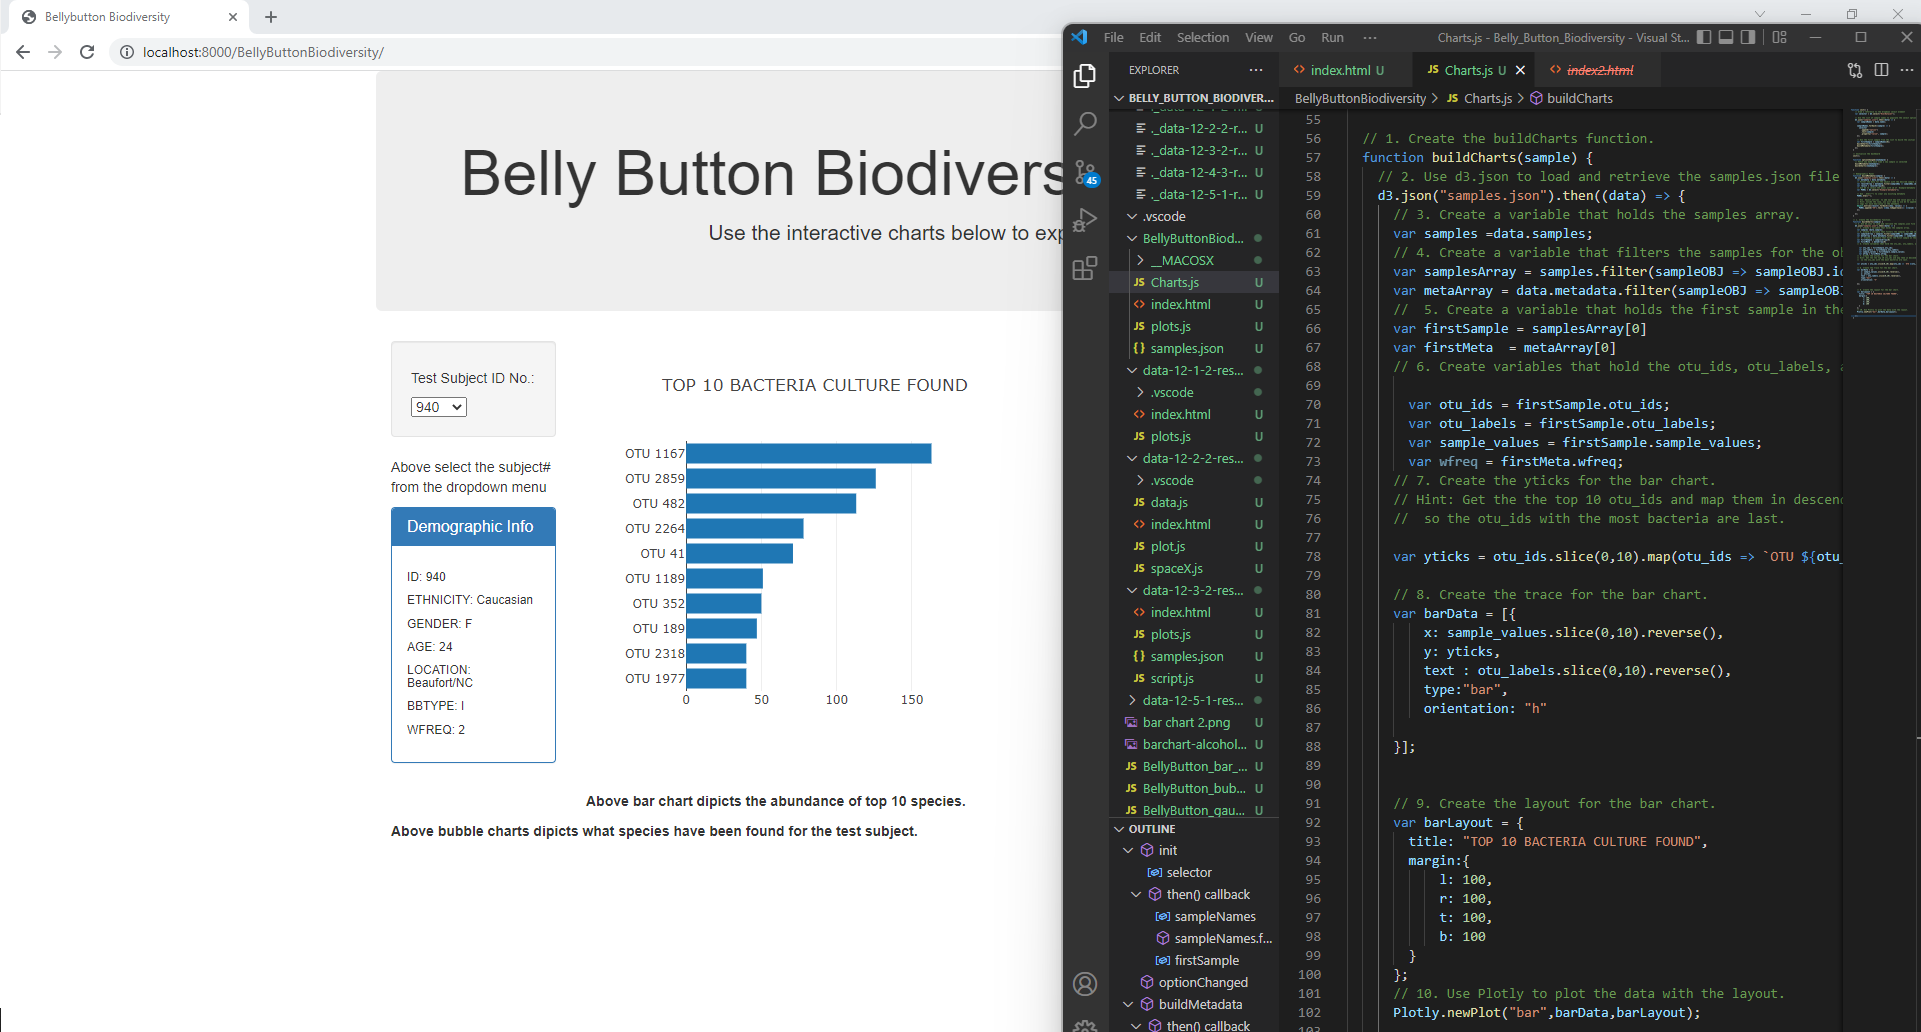 Bellybutton Biodiversity
localhost:8000/BellyButtonBiodiversity/
Belly Button Biodivers
Use the interactive charts below to exp
Test Subject ID No.:
940
Above select the subject#
from the dropdown menu
Demographic Info
ID: 940
ETHNICITY: Caucasian
GENDER: F
AGE: 24
LOCATION:
Beaufort/NC
BBTYPE: I
WFREQ: 2
TOP 10 BACTERIA CULTURE FOUND
OTU 1167
OTU 2859
OTU 482
OTU 2264
OTU 41
OTU 1189
OTU 352
OTU 189
OTU 2318
OTU 1977
0 50 100 150
Above bar chart dipicts the abundance of top 10 species.
Above bubble charts dipicts what species have been found for the test subject.
File Edit Selection View Go Run ··· Charts.js - Belly_Button_Biodiversity - Visual St...
45
EXPLORER ···
BELLY_BUTTON_BIODIVER...
._data-12-2-2-r... U
._data-12-3-2-r... U
._data-12-4-3-r... U
._data-12-5-1-r... U
.vscode
BellyButtonBiod...
__MACOSX
Charts.js U
index.html U
plots.js U
samples.json U
data-12-1-2-res...
.vscode
index.html U
plots.js U
data-12-2-2-res...
.vscode
data.js U
index.html U
plot.js U
spaceX.js U
data-12-3-2-res...
index.html U
plots.js U
samples.json U
script.js U
data-12-5-1-res...
bar chart 2.png U
barchart-alcohol... U
BellyButton_bar_... U
BellyButton_bub... U
BellyButton_gau... U
OUTLINE
init
selector
then() callback
sampleNames
sampleNames.f...
firstSample
optionChanged
buildMetadata
then() callback
index.html U JS Charts.js U index2.html
BellyButtonBiodiversity > JS Charts.js > buildCharts
55
56 // 1. Create the buildCharts function.
57 function buildCharts(sample) {
58 // 2. Use d3.json to load and retrieve the samples.json file
59 d3.json("samples.json").then((data) => {
60 // 3. Create a variable that holds the samples array.
61 var samples =data.samples;
62 // 4. Create a variable that filters the samples for the ob
63 var samplesArray = samples.filter(sampleOBJ => sampleOBJ.id
64 var metaArray = data.metadata.filter(sampleOBJ => sampleOBJ
65 //  5. Create a variable that holds the first sample in the
66 var firstSample = samplesArray[0]
67 var firstMeta  = metaArray[0]
68 // 6. Create variables that hold the otu_ids, otu_labels, a
69
70 var otu_ids = firstSample.otu_ids;
71 var otu_labels = firstSample.otu_labels;
72 var sample_values = firstSample.sample_values;
73 var wfreq = firstMeta.wfreq;
74 // 7. Create the yticks for the bar chart.
75 // Hint: Get the the top 10 otu_ids and map them in descend
76 //  so the otu_ids with the most bacteria are last.
77
78 var yticks = otu_ids.slice(0,10).map(otu_ids => `OTU ${otu_
79
80 // 8. Create the trace for the bar chart.
81 var barData = [{
82 x: sample_values.slice(0,10).reverse(),
83 y: yticks,
84 text : otu_labels.slice(0,10).reverse(),
85 type:"bar",
86 orientation: "h"
87
88 }];
89
90
91 // 9. Create the layout for the bar chart.
92 var barLayout = {
93 title: "TOP 10 BACTERIA CULTURE FOUND",
94 margin:{
95 l: 100,
96 r: 100,
97 t: 100,
98 b: 100
99 }
100 };
101 // 10. Use Plotly to plot the data with the layout.
102 Plotly.newPlot("bar",barData,barLayout);